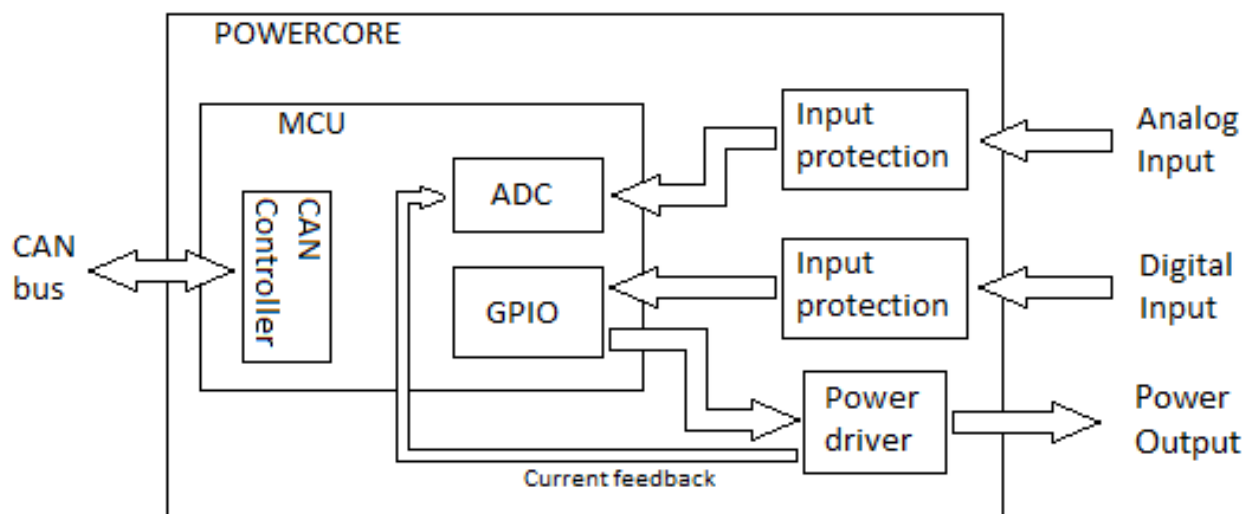 POWERCORE
MCU
CAN
Controller
ADC
GPIO
Input
protection
Input
protection
Power
driver
Current feedback
CAN
bus
Analog
Input
Digital
Input
Power
Output